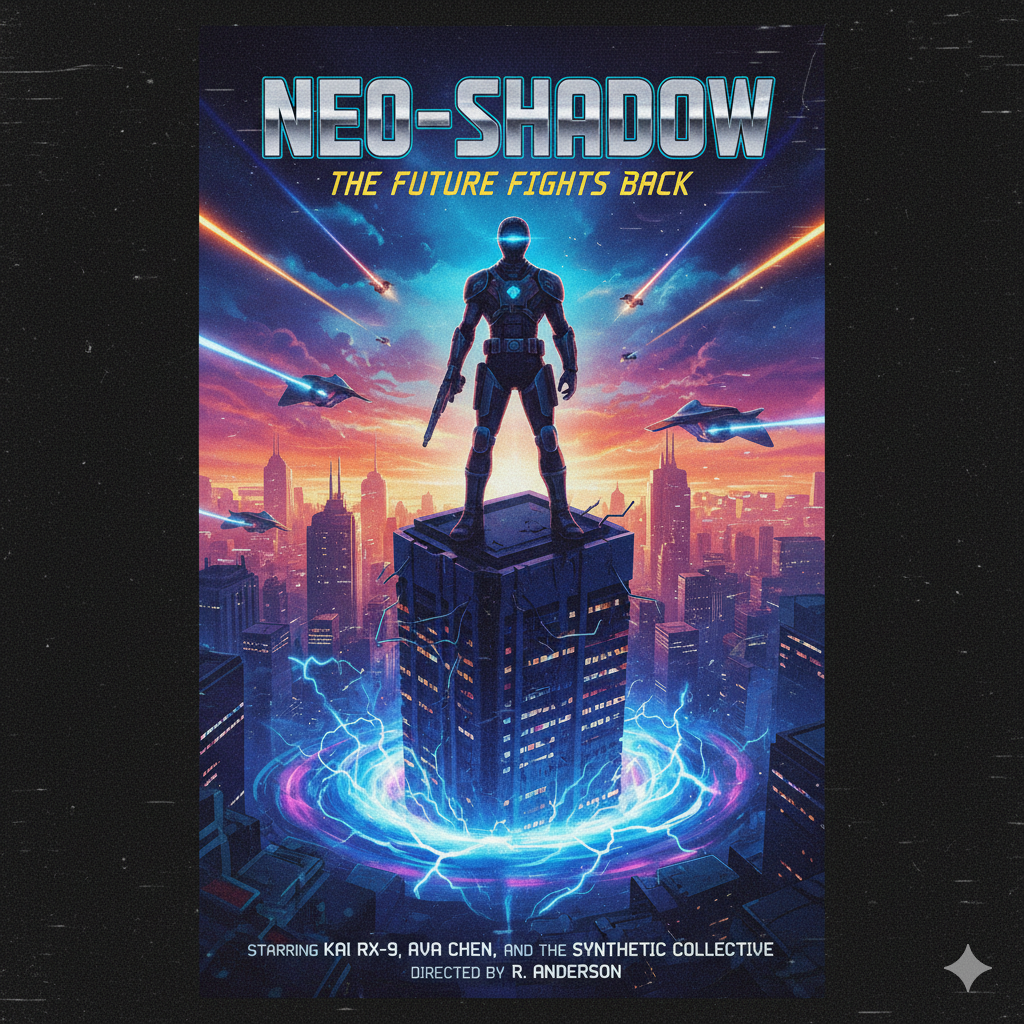 NEO-SHADOW
THE FUTURE FIGHTS BACK
STARRING KAI RX-9, AVA CHEN, AND THE SYNTHETIC COLLECTIVE
DIRECTED BY R. ANDERSON